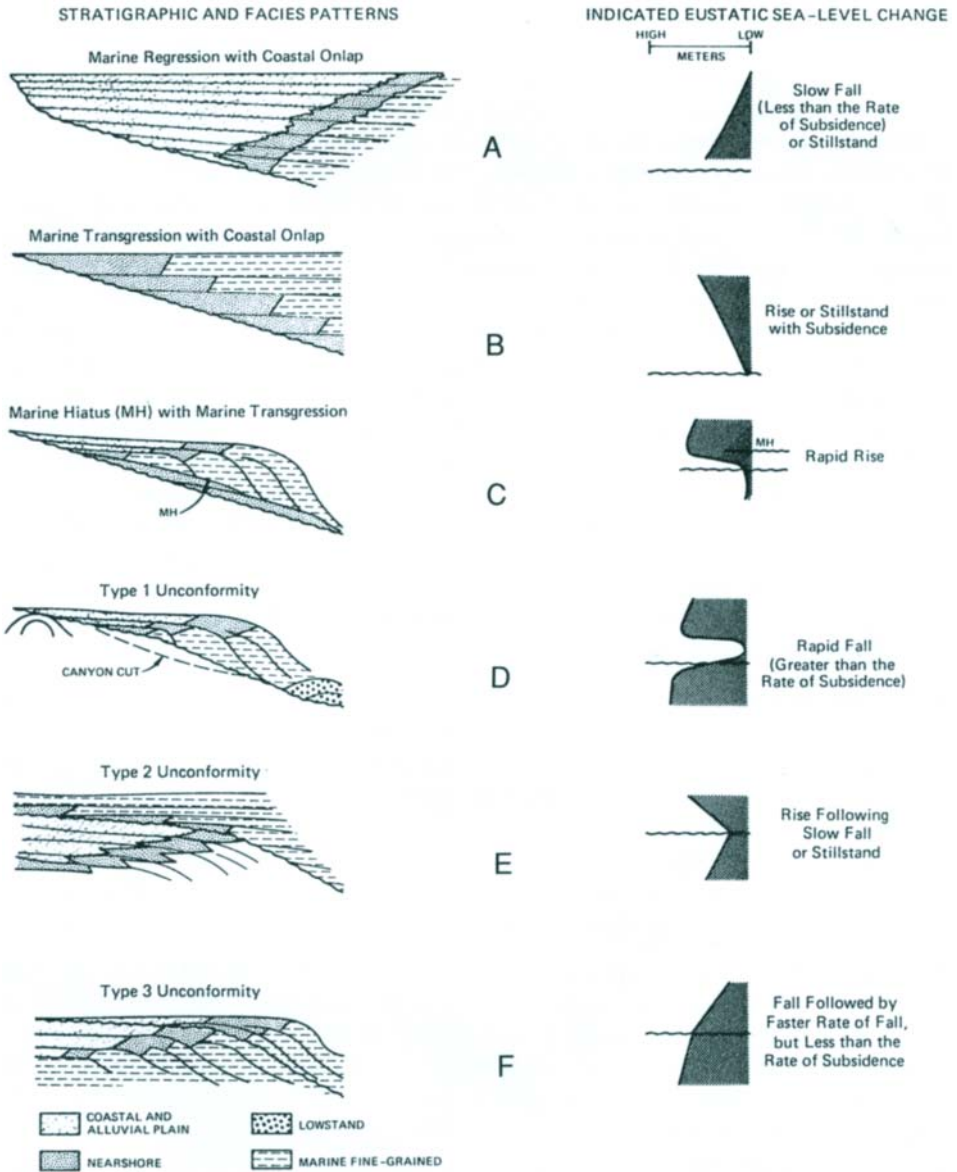 STRATIGRAPHIC AND FACIES PATTERNS
INDICATED EUSTATIC SEA-LEVEL CHANGE
Marine Regression with Coastal Onlap
A
HIGH
LOW
METERS
Slow Fall
(Less than the Rate
of Subsidence)
or Stillstand
Marine Transgression with Coastal Onlap
B
Rise or Stillstand
with Subsidence
Marine Hiatus (MH) with Marine Transgression
MH
C
MH
Rapid Rise
Type 1 Unconformity
CANYON CUT
D
Rapid Fall
(Greater than the
Rate of Subsidence)
Type 2 Unconformity
E
Rise Following
Slow Fall
or Stillstand
Type 3 Unconformity
F
Fall Followed by
Faster Rate of Fall,
but Less than the
Rate of Subsidence
COASTAL AND
ALLUVIAL PLAIN
LOWSTAND
NEARSHORE
MARINE FINE-GRAINED